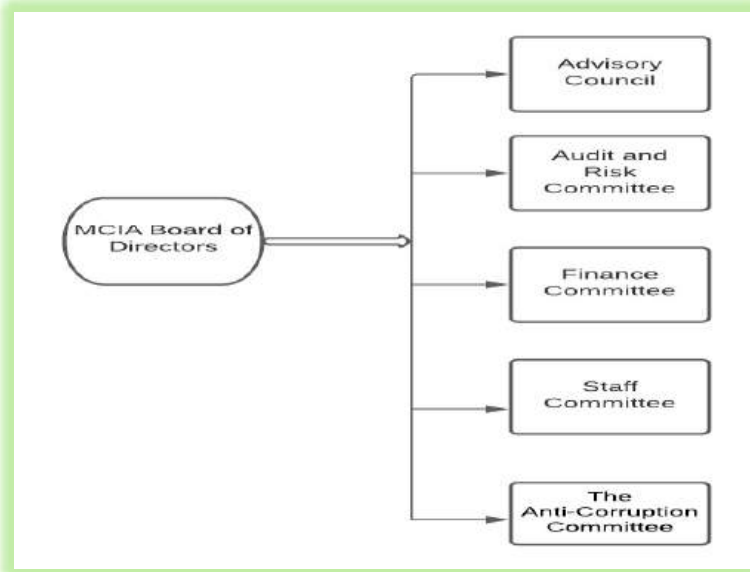 MCIA Board of
Directors
Advisory
Council
Audit and
Risk
Committee
Finance
Committee
Staff
Committee
The
Anti-Corruption
Committee